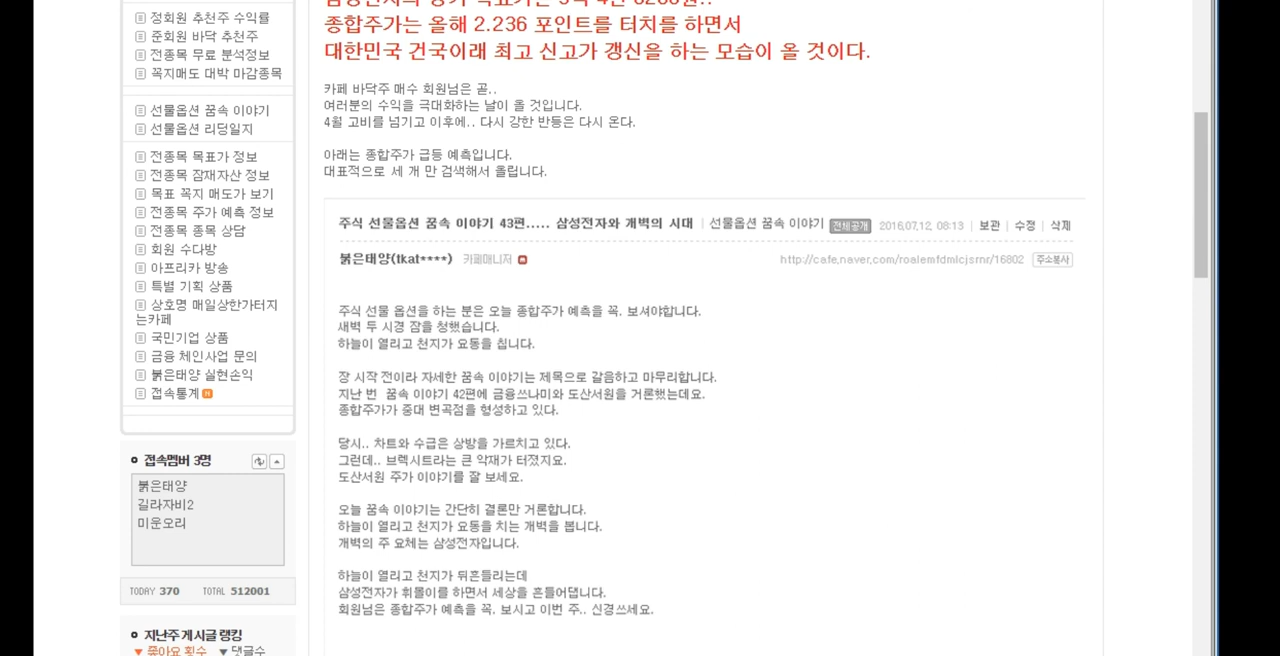 정회원 추천주 수익률
준회원 바닥 추천주
전종목 무료 분석정보
꼭지매도 대박 마감종목
선물옵션 꿈속 이야기
선물옵션 리딩일지
전종목 목표가 정보
전종목 잠재자산 정보
목표 꼭지 매도가 보기
전종목 주가 예측 정보
전종목 종목 상담
회원 수다방
아프리카 방송
특별 기획 상품
상호명 매일상한가터지
는카페
국민기업 상품
금융 체인사업 문의
붉은태양 실현손익
접속통계
접속멤버 3명
붉은태양
길라자비2
미운오리
TODAY 370 TOTAL 512001
지난주 게시글 랭킹
▼ 좋아요 횟수 ▼ 댓글수
종합주가는 올해 2.236 포인트를 터치를 하면서
대한민국 건국이래 최고 신고가 갱신을 하는 모습이 올 것이다.
카페 바닥주 매수 회원님은 곧..
여러분의 수익을 극대화하는 날이 올 것입니다.
4월 고비를 넘기고 이후에.. 다시 강한 반등은 다시 온다.
아래는 종합주가 급등 예측입니다.
대표적으로 세 개 만 검색해서 올립니다.
주식 선물옵션 꿈속 이야기 43편..... 삼성전자와 개벽의 시대 | 선물옵션 꿈속 이야기 전체공개 2016.07.12. 08:13 | 보관 | 수정 | 삭제
붉은태양(tkat****) 카페매니저 http://cafe.naver.com/roalemfdmlcjsrnr/16802 주소복사
주식 선물 옵션을 하는 분은 오늘 종합주가 예측을 꼭. 보셔야합니다.
새벽 두 시경 잠을 청했습니다.
하늘이 열리고 천지가 요동을 칩니다.
장 시작 전이라 자세한 꿈속 이야기는 제목으로 갈음하고 마무리합니다.
지난 번 꿈속 이야기 42편에 금융쓰나미와 도산서원을 거론했는데요.
종합주가가 중대 변곡점을 형성하고 있다.
당시.. 차트와 수급은 상방을 가르치고 있다.
그런데.. 브렉시트라는 큰 악재가 터졌지요.
도산서원 주가 이야기를 잘 보세요.
오늘 꿈속 이야기는 간단히 결론만 거론합니다.
하늘이 열리고 천지가 요동을 치는 개벽을 봅니다.
개벽의 주 요체는 삼성전자입니다.
하늘이 열리고 천지가 뒤흔들리는데
삼성전자가 휘몰이를 하면서 세상을 흔들어댑니다.
회원님은 종합주가 예측을 꼭. 보시고 이번 주.. 신경쓰세요.